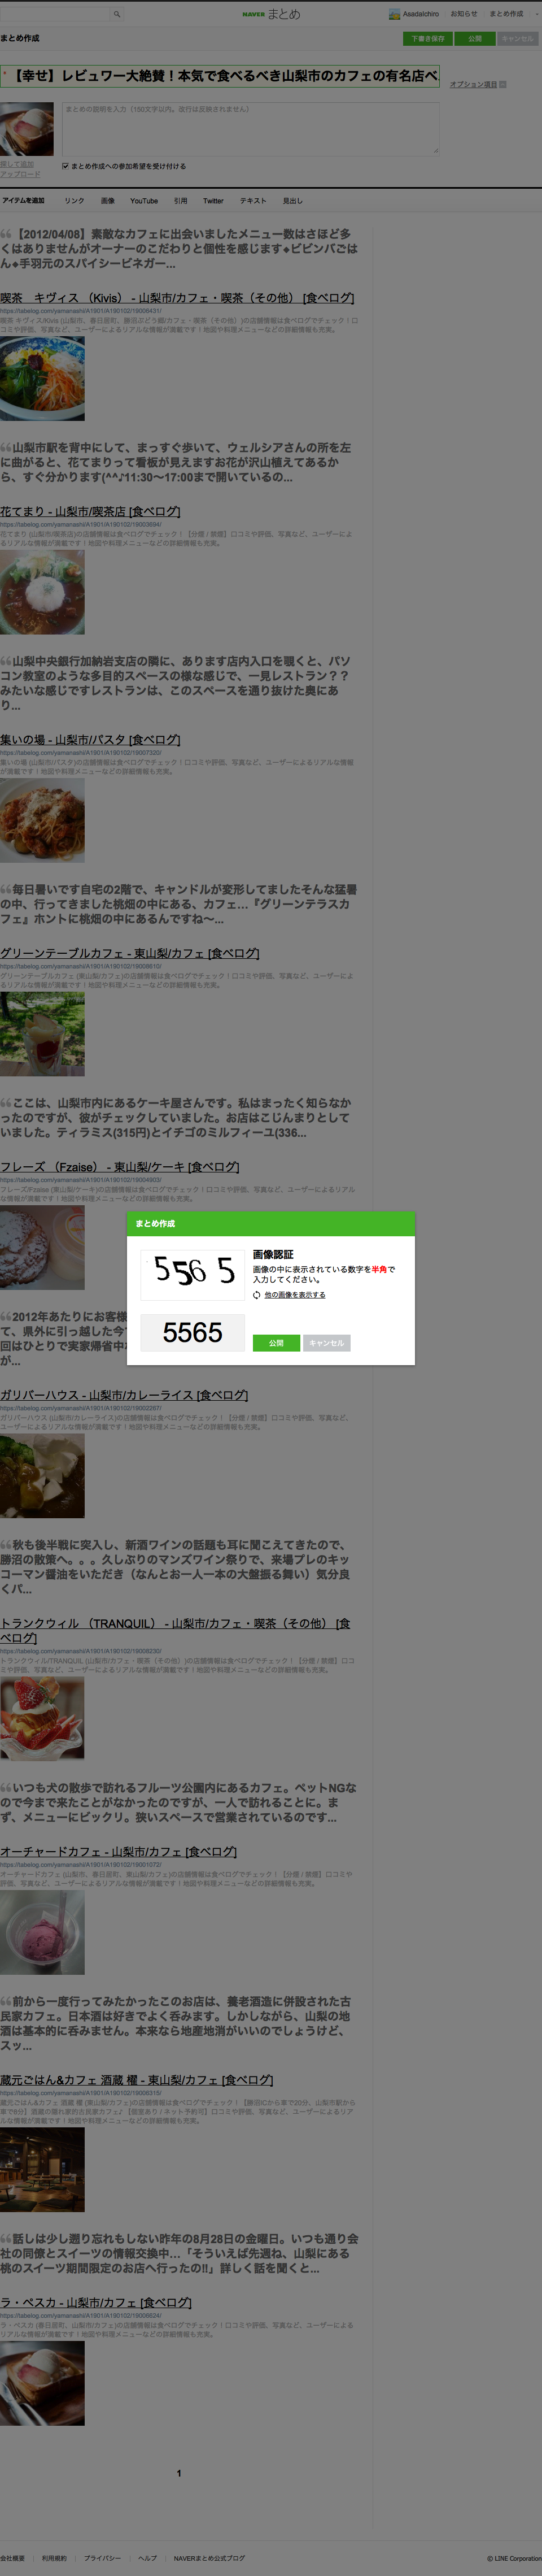 NAVER まとめ
AsadaIchiro
お知らせ
まとめ作成
まとめ作成
下書き保存
公開
キャンセル
【幸せ】レビュワー大絶賛！本気で食べるべき山梨市のカフェの有名店ベ
オプション項目
まとめの説明を入力（160文字以内。改行は反映されません）
探して追加
アップロード
まとめ作成への参加希望を受け付ける
アイテムを追加
リンク
画像
YouTube
引用
Twitter
テキスト
見出し
【2012/04/08】素敵なカフェに出会いましたメニュー数はさほど多
くはありませんがオーナーのこだわりと個性を感じます◆ビビンバごは
ん◆手羽元のスパイシービネガー...
喫茶　キヴィス （Kivis） - 山梨市/カフェ・喫茶（その他） [食べログ]
https://tabelog.com/yamanashi/A1901/A190102/19008431/
喫茶 キヴィス/Kivis (山梨市、春日居町、勝沼ぶどう郷/カフェ・喫茶（その他）)の店舗情報は食べログでチェック！口
コミや評価、写真など、ユーザーによるリアルな情報が満載です！地図や料理メニューなどの詳細情報も充実。
山梨市駅を背中にして、まっすぐ歩いて、ウェルシアさんの所を左
に曲がると、花てまりって看板が見えますお花が沢山植えてあるか
ら、すぐ分かります(^^♪11:30～17:00まで開いているの...
花てまり - 山梨市/喫茶店 [食べログ]
https://tabelog.com/yamanashi/A1901/A190102/19003694/
花てまり (山梨市/喫茶店)の店舗情報は食べログでチェック！【分煙 / 禁煙】口コミや評価、写真など、ユーザーによ
るリアルな情報が満載です！地図や料理メニューなどの詳細情報も充実。
山梨中央銀行加納岩支店の隣に、あります店内入口を覗くと、パソ
コン教室のような多目的スペースの様な感じで、一見レストラン？？
みたいな感じですレストランは、このスペースを通り抜けた奥にあ
り...
集いの場 - 山梨市/パスタ [食べログ]
https://tabelog.com/yamanashi/A1901/A190102/19007320/
集いの場 (山梨市/パスタ)の店舗情報は食べログでチェック！口コミや評価、写真など、ユーザーによるリアルな情報
が満載です！地図や料理メニューなどの詳細情報も充実。
毎日暑いです自宅の2階で、キャンドルが変形してましたそんな猛暑
の中、行ってきました桃畑の中にある、カフェ…『グリーンテラスカ
フェ』ホントに桃畑の中にあるんですね〜...
グリーンテーブルカフェ - 東山梨/カフェ [食べログ]
https://tabelog.com/yamanashi/A1901/A190102/19008610/
グリーンテーブルカフェ (東山梨/カフェ)の店舗情報は食べログでチェック！口コミや評価、写真など、ユーザーによ
るリアルな情報が満載です！地図や料理メニューなどの詳細情報も充実。
ここは、山梨市内にあるケーキ屋さんです。私はまったく知らなか
ったのですが、彼がチェックしていました。お店はこじんまりとして
いました。ティラミス(315円)とイチゴのミルフィーユ(336...
フレーズ （Fzaise） - 東山梨/ケーキ [食べログ]
https://tabelog.com/yamanashi/A1901/A190102/19004903/
フレーズ/Fzaise (東山梨/ケーキ)の店舗情報は食べログでチェック！口コミや評価、写真など、ユーザーによるリアル
な情報が満載です！地図や料理メニューなどの詳細情報も充実。
まとめ作成
5565
画像認証
画像の中に表示されている数字を半角で
入力してください。
他の画像を表示する
5565
公開
キャンセル
2012年あたりにお客様
て、県外に引っ越した今
回はひとりで実家帰省中
が...
ガリバーハウス - 山梨市/カレーライス [食べログ]
https://tabelog.com/yamanashi/A1901/A190102/19002267/
ガリバーハウス (山梨市/カレーライス)の店舗情報は食べログでチェック！【分煙 / 禁煙】口コミや評価、写真など、
ユーザーによるリアルな情報が満載です！地図や料理メニューなどの詳細情報も充実。
秋も後半戦に突入し、新酒ワインの話題も耳に聞こえてきたので、
勝沼の散策へ。。。久しぶりのマンズワイン祭りで、来場プレのキッ
コーマン醤油をいただき（なんとお一人一本の大盤振る舞い）気分良
くバ...
トランクウィル （TRANQUIL） - 山梨市/カフェ・喫茶（その他） [食
べログ]
https://tabelog.com/yamanashi/A1901/A190102/19009230/
トランクウィル/TRANQUIL (山梨市/カフェ・喫茶（その他）)の店舗情報は食べログでチェック！【分煙 / 禁煙】口コ
ミや評価、写真など、ユーザーによるリアルな情報が満載です！地図や料理メニューなどの詳細情報も充実。
いつも犬の散歩で訪れるフルーツ公園内にあるカフェ。ペットNGな
ので今まで来たことがなかったのですが、一人で訪れることに。ま
ず、メニューにビックリ。狭いスペースで営業されているのです...
オーチャードカフェ - 山梨市/カフェ [食べログ]
https://tabelog.com/yamanashi/A1901/A190102/19001072/
オーチャードカフェ (山梨市、春日居町、東山梨/カフェ)の店舗情報は食べログでチェック！【分煙 / 禁煙】口コミや
評価、写真など、ユーザーによるリアルな情報が満載です！地図や料理メニューなどの詳細情報も充実。
前から一度行ってみたかったこのお店は、養老酒造に併設された古
民家カフェ。日本酒は好きでよく呑みます。しかしながら、山梨の地
酒は基本的に呑みません。本来なら地産地消がいいのでしょうけど、
スッ...
蔵元ごはん&カフェ 酒蔵 櫂 - 東山梨/カフェ [食べログ]
https://tabelog.com/yamanashi/A1901/A190102/19006315/
蔵元ごはん&カフェ 酒蔵 櫂 (東山梨/カフェ)の店舗情報は食べログでチェック！【勝沼ICから車で20分、山梨市駅から
車で6分】酒蔵の隠れ家的古民家カフェ♪ 【個室あり / ネット予約可】口コミや評価、写真など、ユーザーによるリア
ルな情報が満載です！地図や料理メニューなどの詳細情報も充実。
話しは少し遡り忘れもしない昨年の8月28日の金曜日。いつも通り会
社の同僚とスイーツの情報交換中…「そういえば先週ね、山梨にある
桃のスイーツ期間限定のお店へ行ったの!!」詳しく話を聞くと...
ラ・ペスカ - 山梨市/カフェ [食べログ]
https://tabelog.com/yamanashi/A1901/A190102/19006624/
ラ・ペスカ (春日居町、山梨市/カフェ)の店舗情報は食べログでチェック！口コミや評価、写真など、ユーザーによる
リアルな情報が満載です！地図や料理メニューなどの詳細情報も充実。
1
会社概要
利用規約
プライバシー
ヘルプ
NAVERまとめ公式ブログ
© LINE Corporation